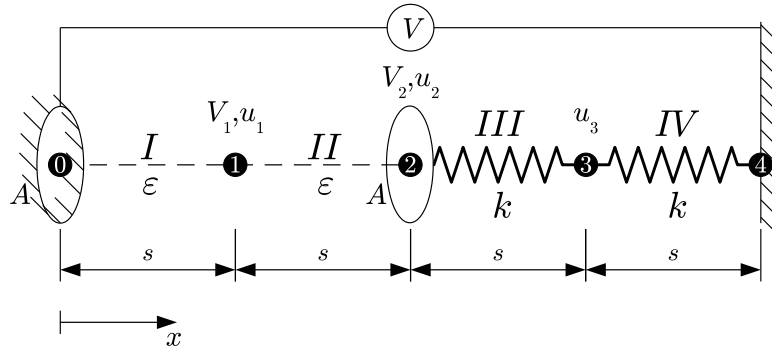 V
V₂,u₂
V₁,u₁ III u₃ IV
I II
0 1 2 3 4
ε ε
A A k k
s s s s
x